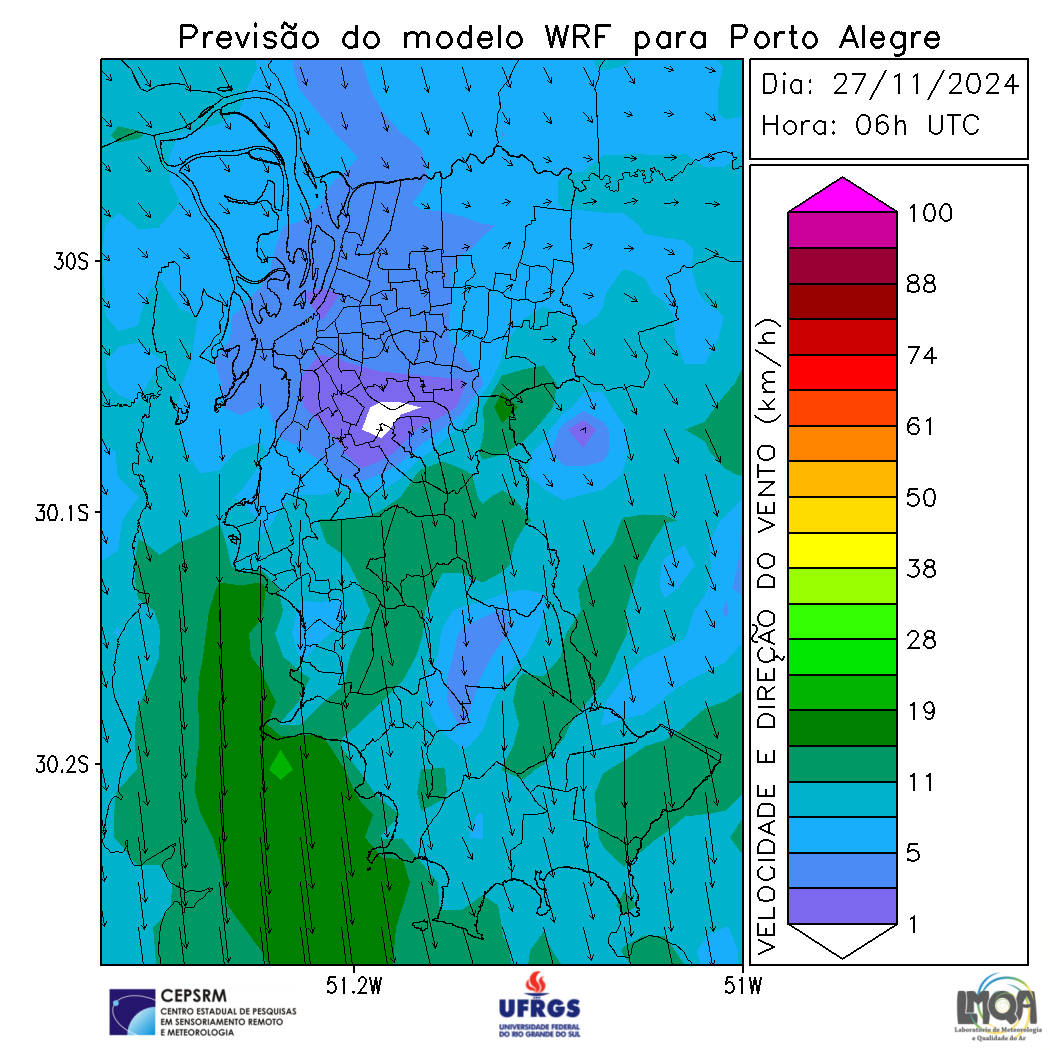 Previsão do modelo WRF para Porto Alegre
Dia: 27/11/2024
Hora: 06h UTC
30S
30.1S
30.2S
51.2W
51W
VELOCIDADE E DIREÇÃO DO VENTO (km/h)
100
88
74
61
50
38
28
19
11
5
1
CEPSRM
CENTRO ESTADUAL DE PESQUISAS
EM SENSORIAMENTO REMOTO
E METEOROLOGIA
UFRGS
UNIVERSIDADE FEDERAL
DO RIO GRANDE DO SUL
LMQA
Laboratório de Meteorologia
e Qualidade do Ar